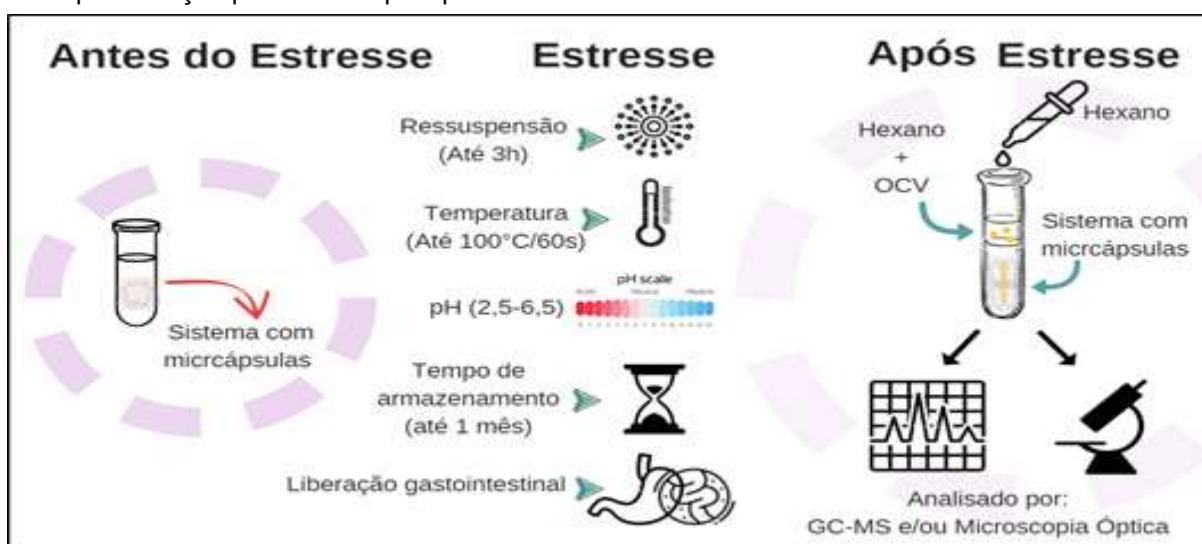 Antes do Estresse
Sistema com
micrcápsulas
Estresse
Ressuspensão
(Até 3h)
Temperatura
(Até 100°C/60s)
pH (2,5-6,5)
pH scale
Neutral
Tempo de
armazenamento
(até 1 mês)
Liberação gastointestinal
Após Estresse
Hexano
Hexano
+
OCV
Sistema com
micrcápsulas
Analisado por:
GC-MS e/ou Microscopia Óptica